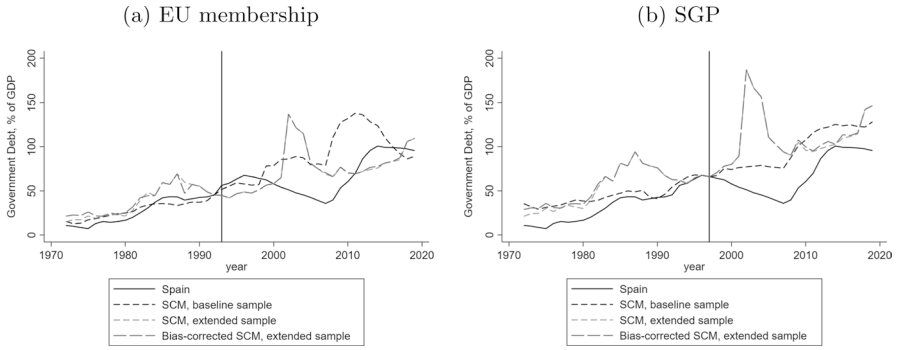 (a) EU membership
Government Debt, % of GDP
200
150
100
50
0
1970
1980
1990
2000
2010
2020
year
Spain
SCM, baseline sample
SCM, extended sample
Bias-corrected SCM, extended sample
(b) SGP
Government Debt, % of GDP
200
150
100
50
0
1970
1980
1990
2000
2010
2020
year
Spain
SCM, baseline sample
SCM, extended sample
Bias-corrected SCM, extended sample